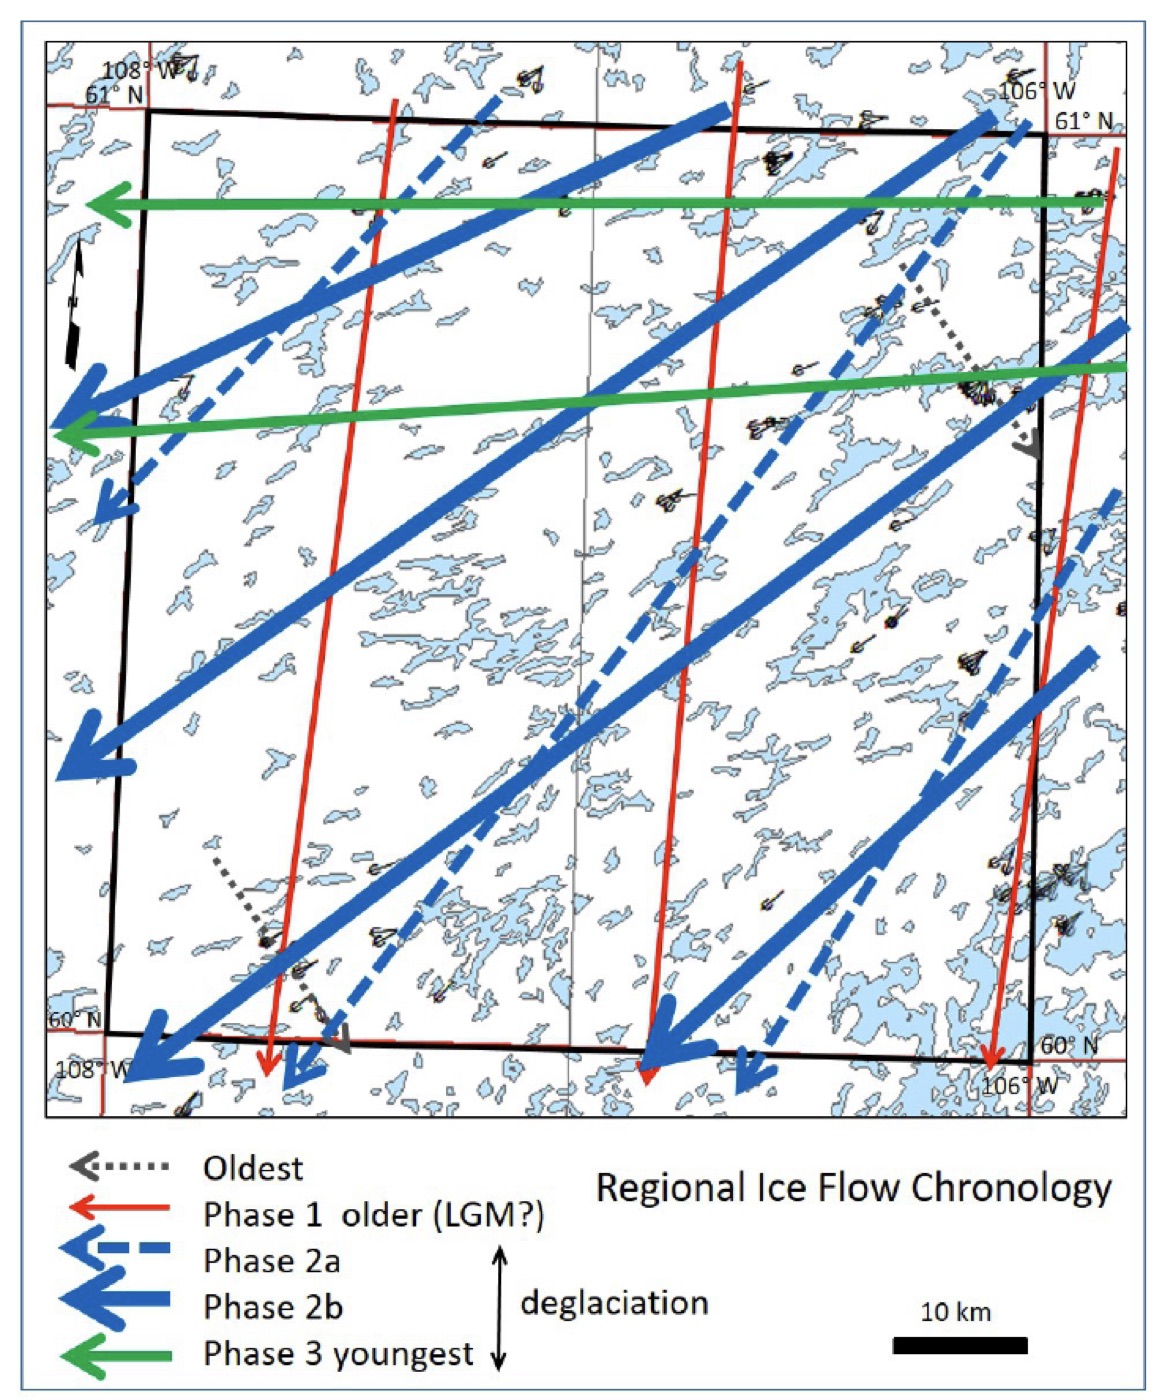 108° W
61° N
106° W
61° N
N
60° N
108° W
60° N
106° W
Oldest
Regional Ice Flow Chronology
Phase 1 older (LGM?)
Phase 2a
Phase 2b
deglaciation
10 km
Phase 3 youngest